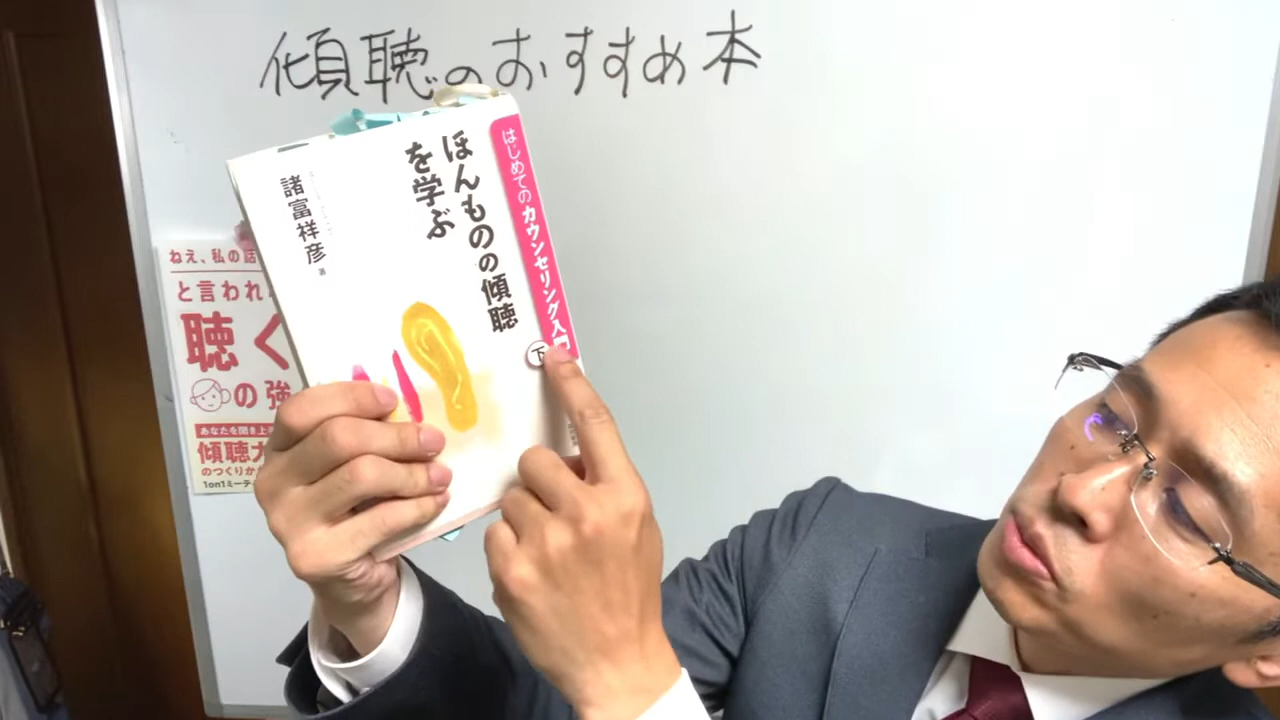 傾聴のおすすめ本
はじめてのカウンセリング入門
下
ほんものの傾聴
を学ぶ
諸富祥彦
著
ねえ、私の話
と言われ
聴く
の強
あなたを聞き上
傾聴
のつくりか
1on1ミーテ